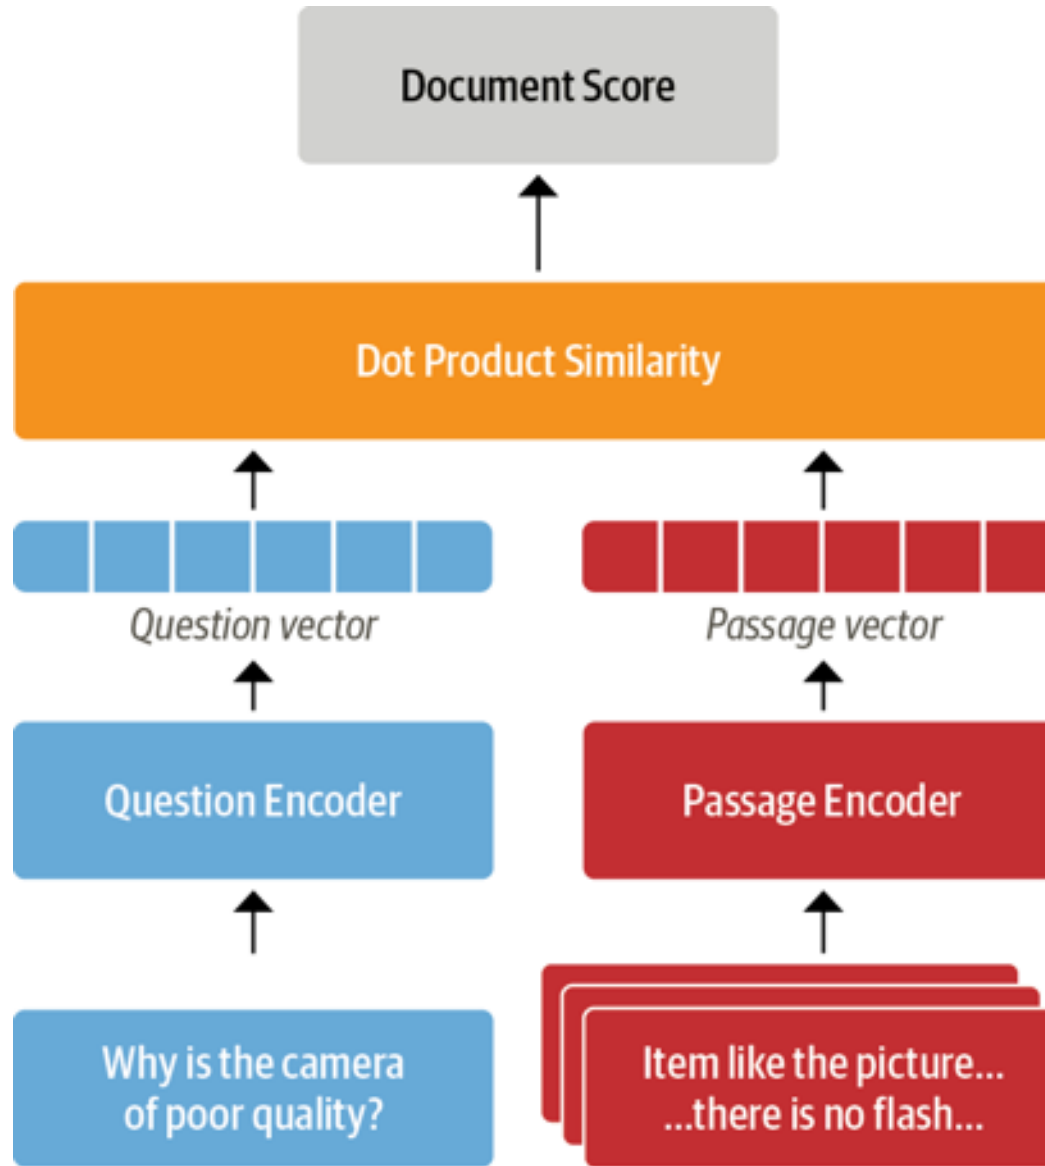 Document Score
Dot Product Similarity
Question vector
Passage vector
Question Encoder
Passage Encoder
Why is the camera
of poor quality?
Item like the picture...
...there is no flash...